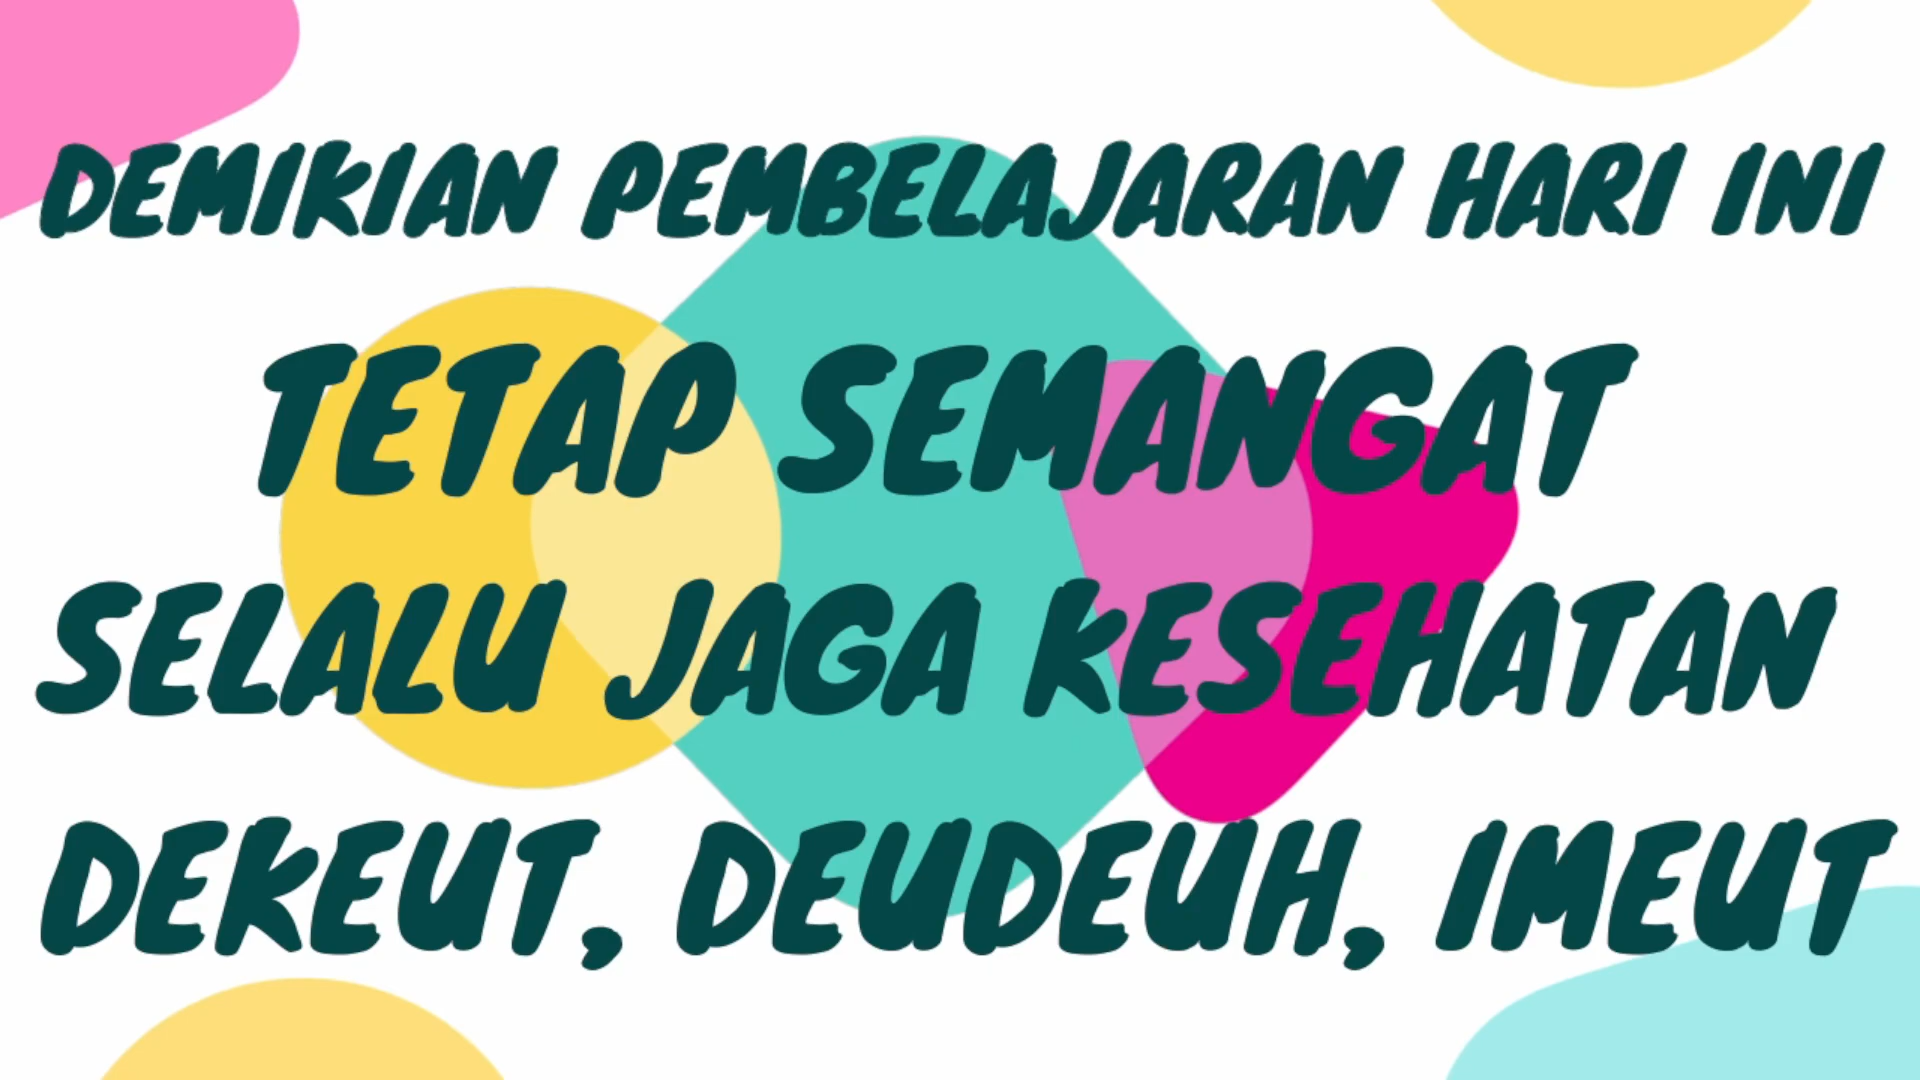 DEMIKIAN PEMBELAJARAN HARI INI
TETAP SEMANGAT
SELALU JAGA KESEHATAN
DEKEUT, DEUDEUH, IMEUT